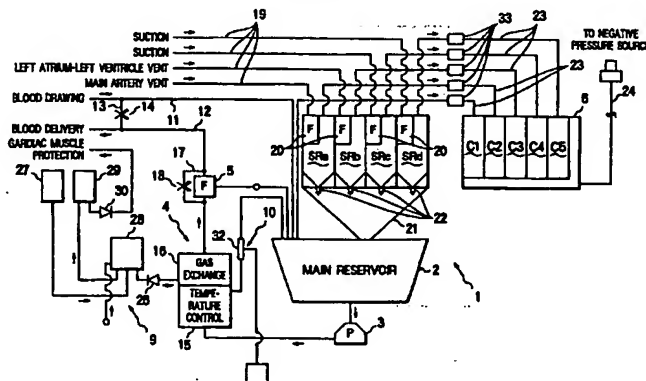 SUCTION
19
SUCTION
LEFT ATRIUM-LEFT VENTRICLE VENT
MAIN ARTERY VENT
BLOOD DRAWING
13
14
11
12
BLOOD DELIVERY
GARDIAC MUSCLE
PROTECTION
33
23
23
TO NEGATIVE
PRESSURE SOURCE
24
6
F
F
F
F
20
20
SRa
SRb
SRc
SRd
C1
C2
C3
C4
C5
22
21
27
29
30
17
18
F
5
4
28
26
9
32
10
16
GAS
EXCHANGE
TEMPE-
RATURE
CONTROL
15
MAIN RESERVOIR
2
1
P
3